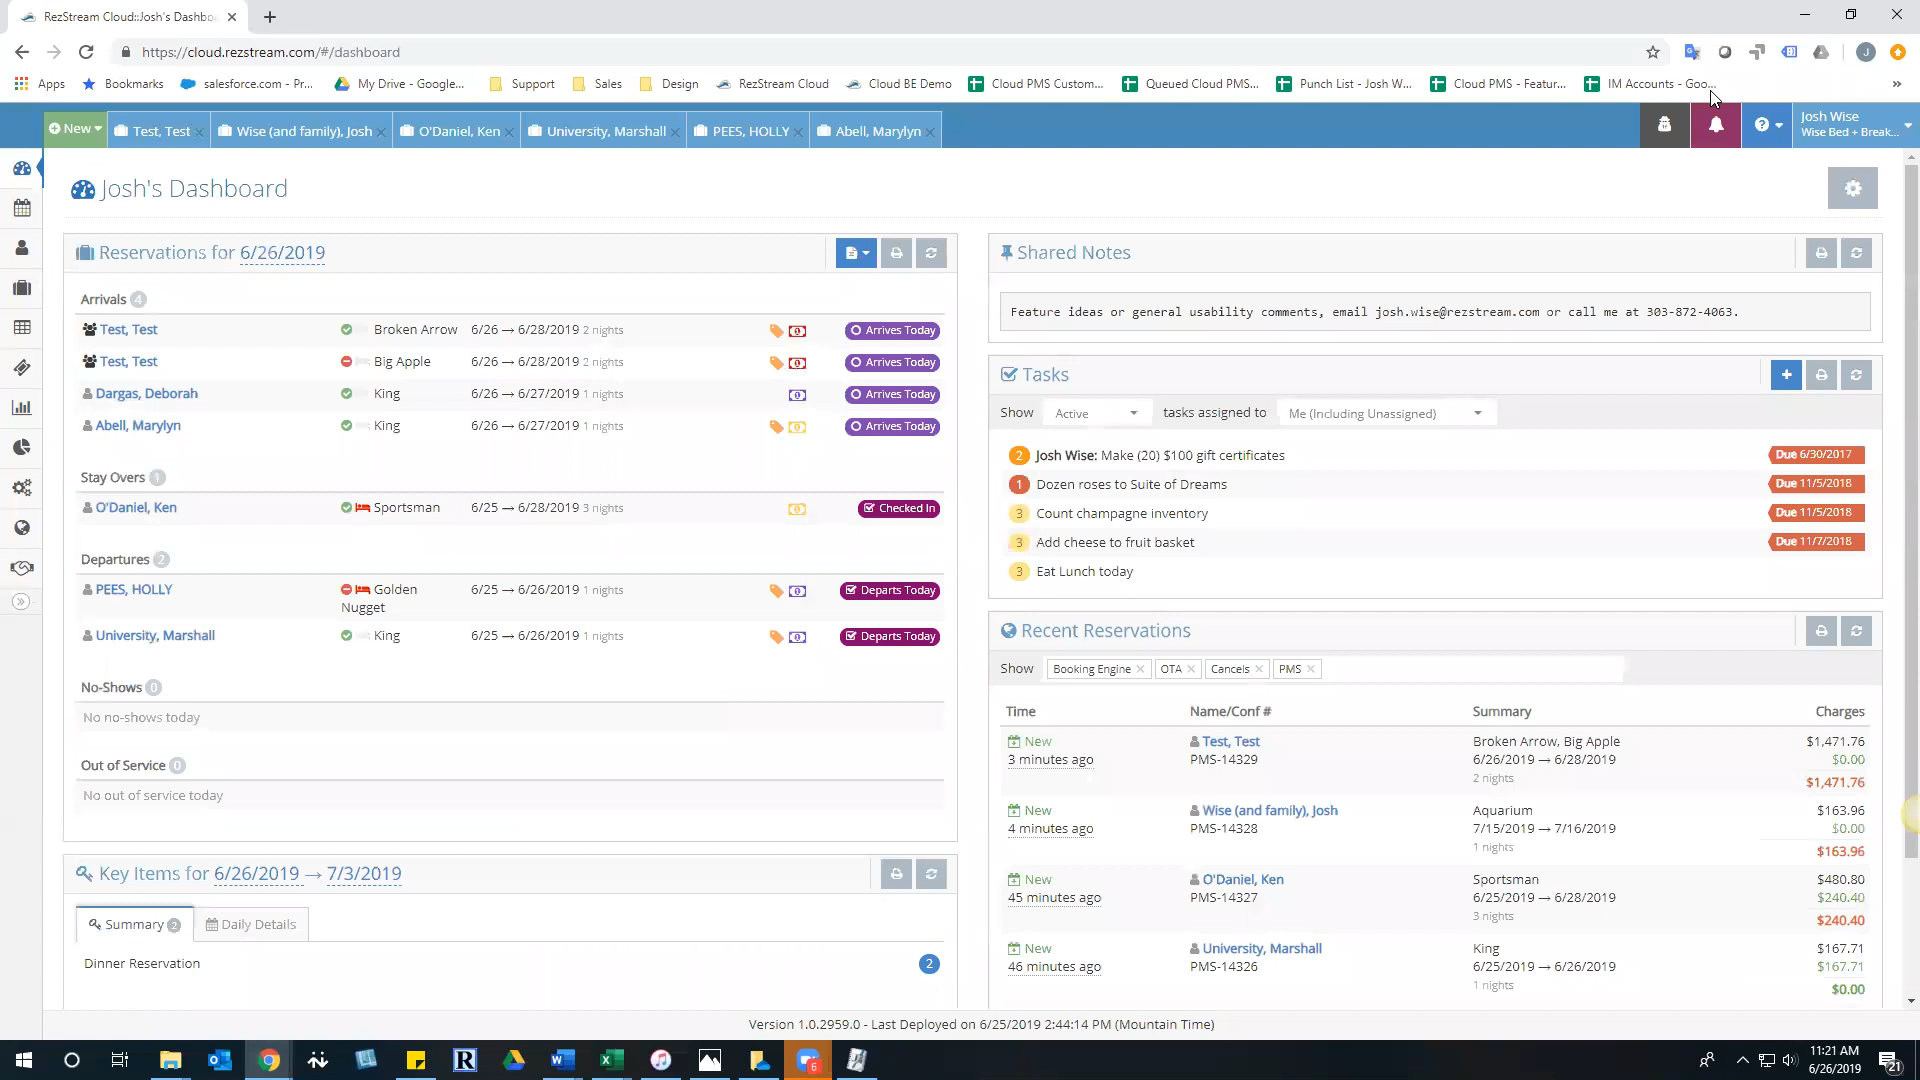 RezStream Cloud::Josh's Dashbo
https://cloud.rezstream.com/#/dashboard
J
Apps
Bookmarks
salesforce.com - Pr...
My Drive - Google...
Support
Sales
Design
RezStream Cloud
Cloud BE Demo
Cloud PMS Custom...
Queued Cloud PMS...
Punch List - Josh W...
Cloud PMS - Featur...
IM Accounts - Goo...
New
Test, Test
Wise (and family), Josh
O'Daniel, Ken
University, Marshall
PEES, HOLLY
Abell, Marylyn
Josh Wise
Wise Bed + Break...
Josh's Dashboard
Reservations for 6/26/2019
Arrivals 4
Test, Test Broken Arrow 6/26 → 6/28/2019 2 nights Arrives Today
Test, Test Big Apple 6/26 → 6/28/2019 2 nights Arrives Today
Dargas, Deborah King 6/26 → 6/27/2019 1 nights Arrives Today
Abell, Marylyn King 6/26 → 6/27/2019 1 nights Arrives Today
Stay Overs 1
O'Daniel, Ken Sportsman 6/25 → 6/28/2019 3 nights Checked In
Departures 2
PEES, HOLLY Golden Nugget 6/25 → 6/26/2019 1 nights Departs Today
University, Marshall King 6/25 → 6/26/2019 1 nights Departs Today
No-Shows 0
No no-shows today
Out of Service 0
No out of service today
Key Items for 6/26/2019 → 7/3/2019
Summary 2
Daily Details
Dinner Reservation 2
Shared Notes
Feature ideas or general usability comments, email josh.wise@rezstream.com or call me at 303-872-4063.
Tasks
Show Active tasks assigned to Me (Including Unassigned)
2 Josh Wise: Make (20) $100 gift certificates Due 6/30/2017
1 Dozen roses to Suite of Dreams Due 11/5/2018
3 Count champagne inventory Due 11/5/2018
3 Add cheese to fruit basket Due 11/7/2018
3 Eat Lunch today
Recent Reservations
Show Booking Engine OTA Cancels PMS
Time Name/Conf # Summary Charges
New Test, Test Broken Arrow, Big Apple $1,471.76
3 minutes ago PMS-14329 6/26/2019 → 6/28/2019 $0.00
2 nights $1,471.76
New Wise (and family), Josh Aquarium $163.96
4 minutes ago PMS-14328 7/15/2019 → 7/16/2019 $0.00
1 nights $163.96
New O'Daniel, Ken Sportsman $480.80
45 minutes ago PMS-14327 6/25/2019 → 6/28/2019 $240.40
3 nights $240.40
New University, Marshall King $167.71
46 minutes ago PMS-14326 6/25/2019 → 6/26/2019 $167.71
1 nights $0.00
Version 1.0.2959.0 - Last Deployed on 6/25/2019 2:44:14 PM (Mountain Time)
11:21 AM
6/26/2019
21